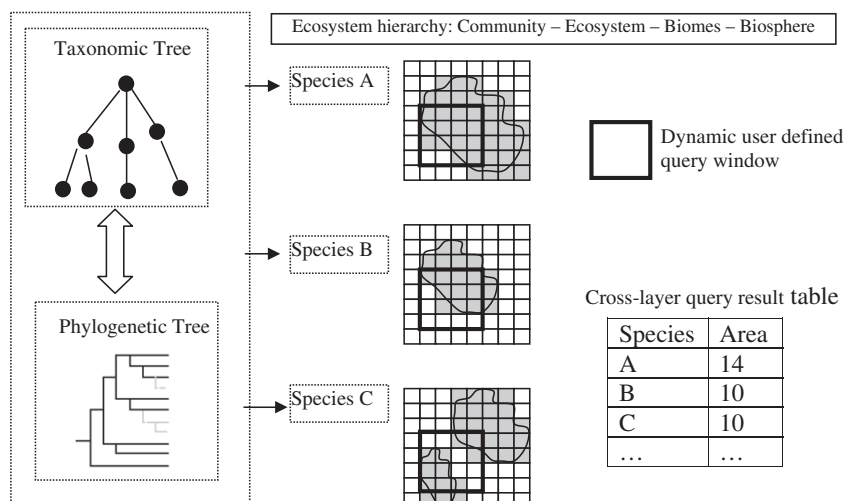 Ecosystem hierarchy: Community – Ecosystem – Biomes – Biosphere
Taxonomic Tree
Species A
Dynamic user defined
query window
Species B
Phylogenetic Tree
Species C
Cross-layer query result table
Species Area
A 14
B 10
C 10
… …